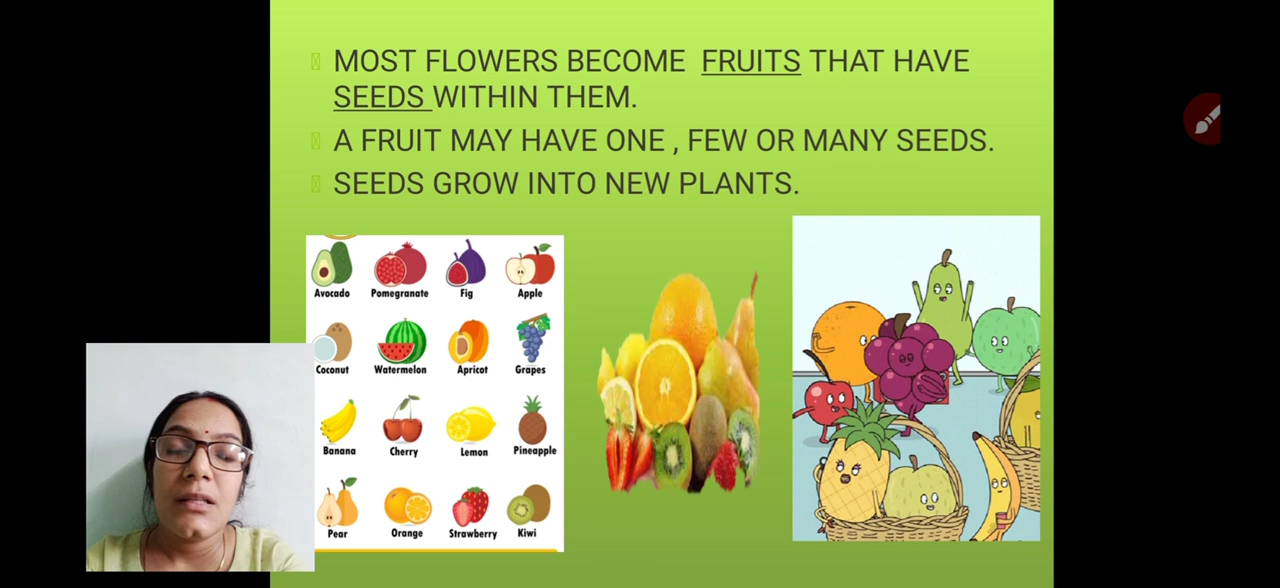 MOST FLOWERS BECOME FRUITS THAT HAVE
SEEDS WITHIN THEM.
A FRUIT MAY HAVE ONE , FEW OR MANY SEEDS.
SEEDS GROW INTO NEW PLANTS.
Avocado Pomegranate Fig Apple
Coconut Watermelon Apricot Grapes
Banana Cherry Lemon Pineapple
Pear Orange Strawberry Kiwi